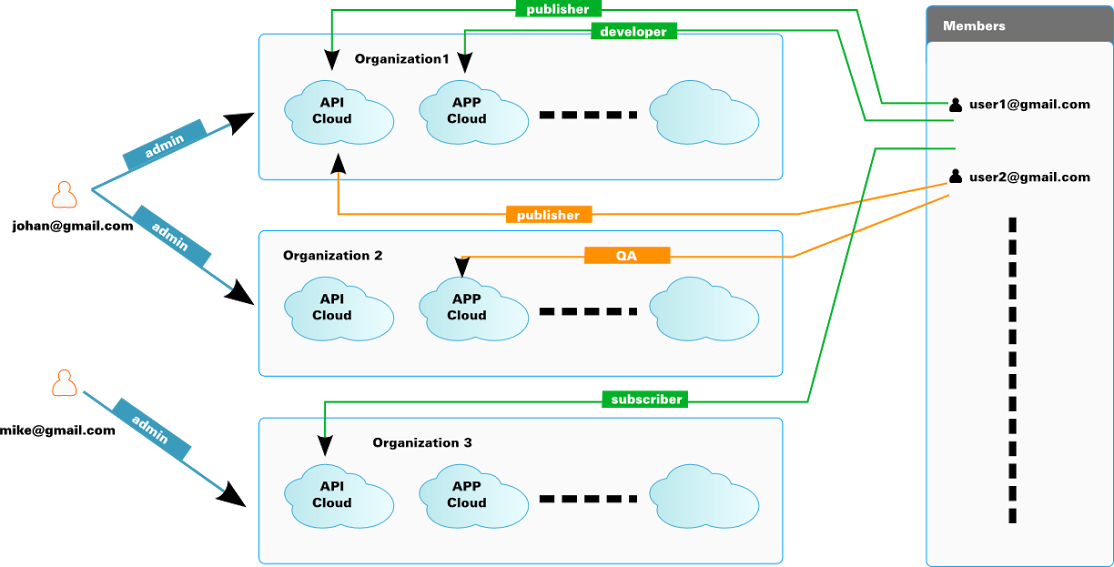 publisher
developer
Members
Organization1
API
Cloud
APP
Cloud
user1@gmail.com
admin
user2@gmail.com
johan@gmail.com
publisher
admin
Organization 2
QA
API
Cloud
APP
Cloud
subscriber
mike@gmail.com
admin
Organization 3
API
Cloud
APP
Cloud